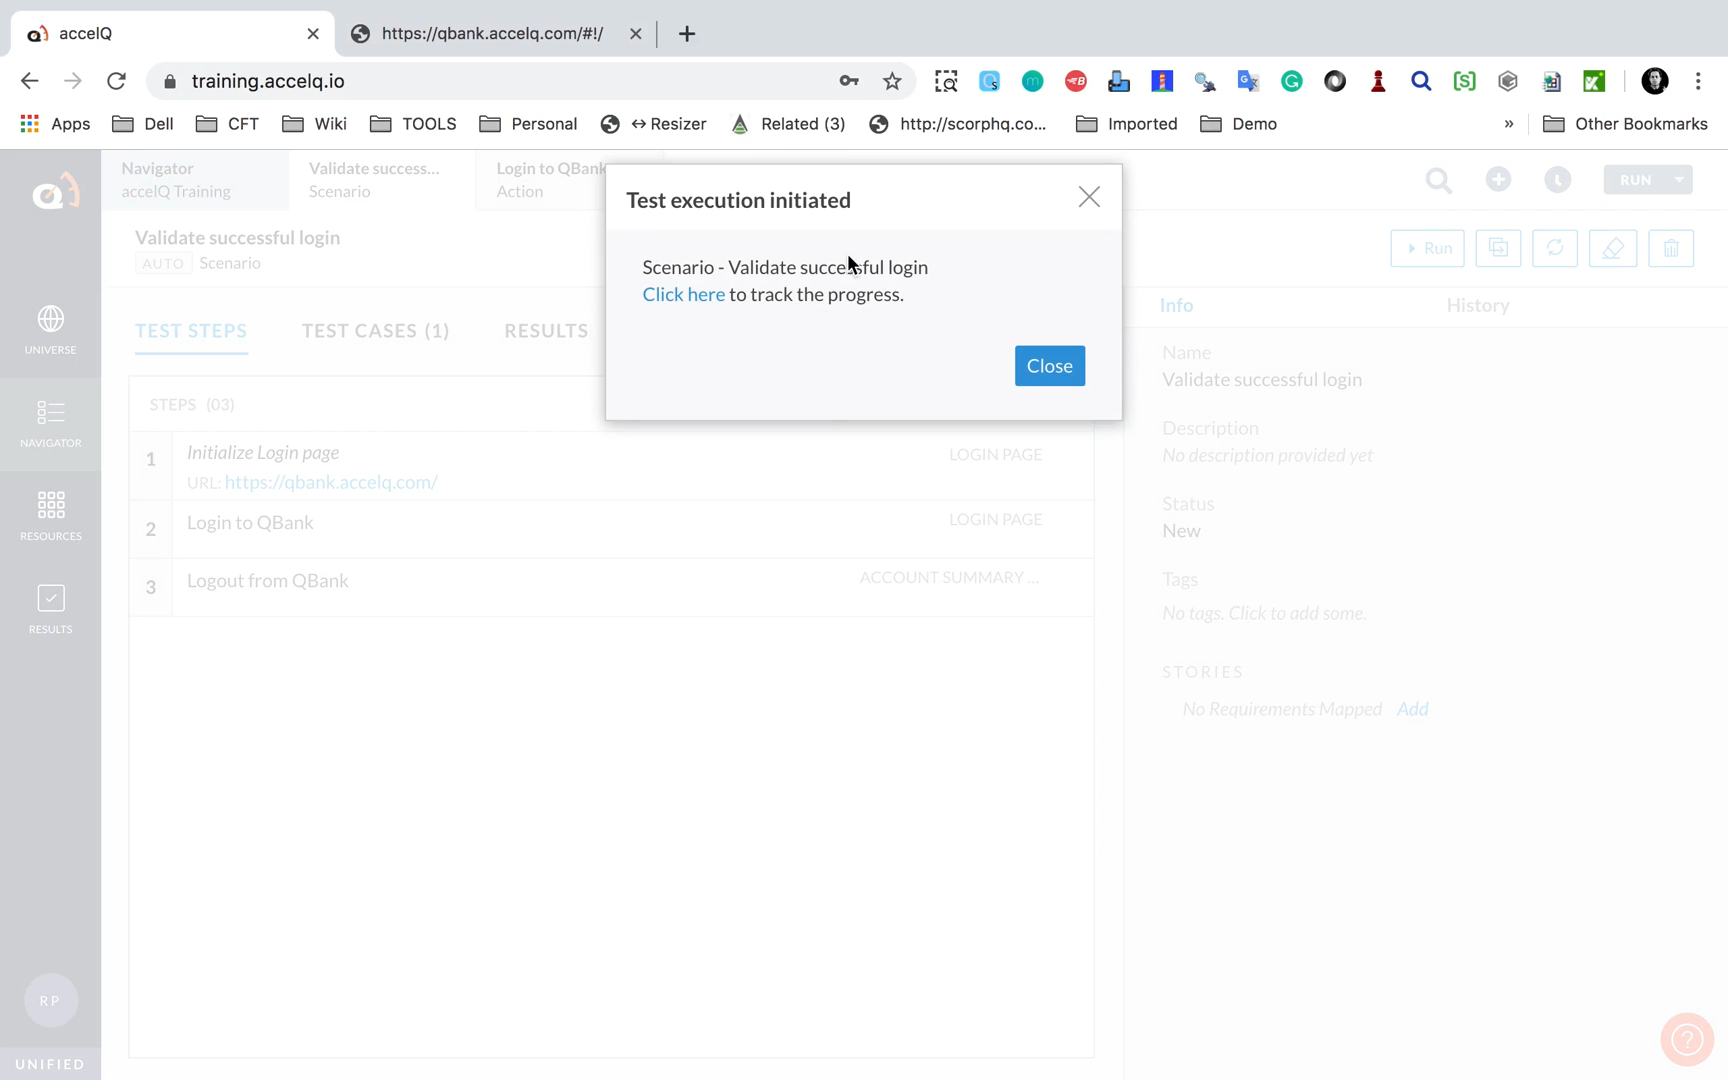 accelQ
https://qbank.accelq.com/#!/
training.accelq.io
Apps
Dell
CFT
Wiki
TOOLS
Personal
↔Resizer
Related (3)
http://scorphq.co...
Imported
Demo
»
Other Bookmarks
Navigator
accelQ Training
Validate success...
Scenario
Login to QBank
Action
RUN
Validate successful login
AUTO Scenario
Run
Test execution initiated
Scenario - Validate successful login
Click here to track the progress.
Close
UNIVERSE
NAVIGATOR
RESOURCES
RESULTS
RP
UNIFIED
TEST STEPS
TEST CASES (1)
RESULTS
STEPS (03)
1
Initialize Login page
LOGIN PAGE
URL: https://qbank.accelq.com/
2
Login to QBank
LOGIN PAGE
3
Logout from QBank
ACCOUNT SUMMARY ...
Info
History
Name
Validate successful login
Description
No description provided yet
Status
New
Tags
No tags. Click to add some.
STORIES
No Requirements Mapped Add
?